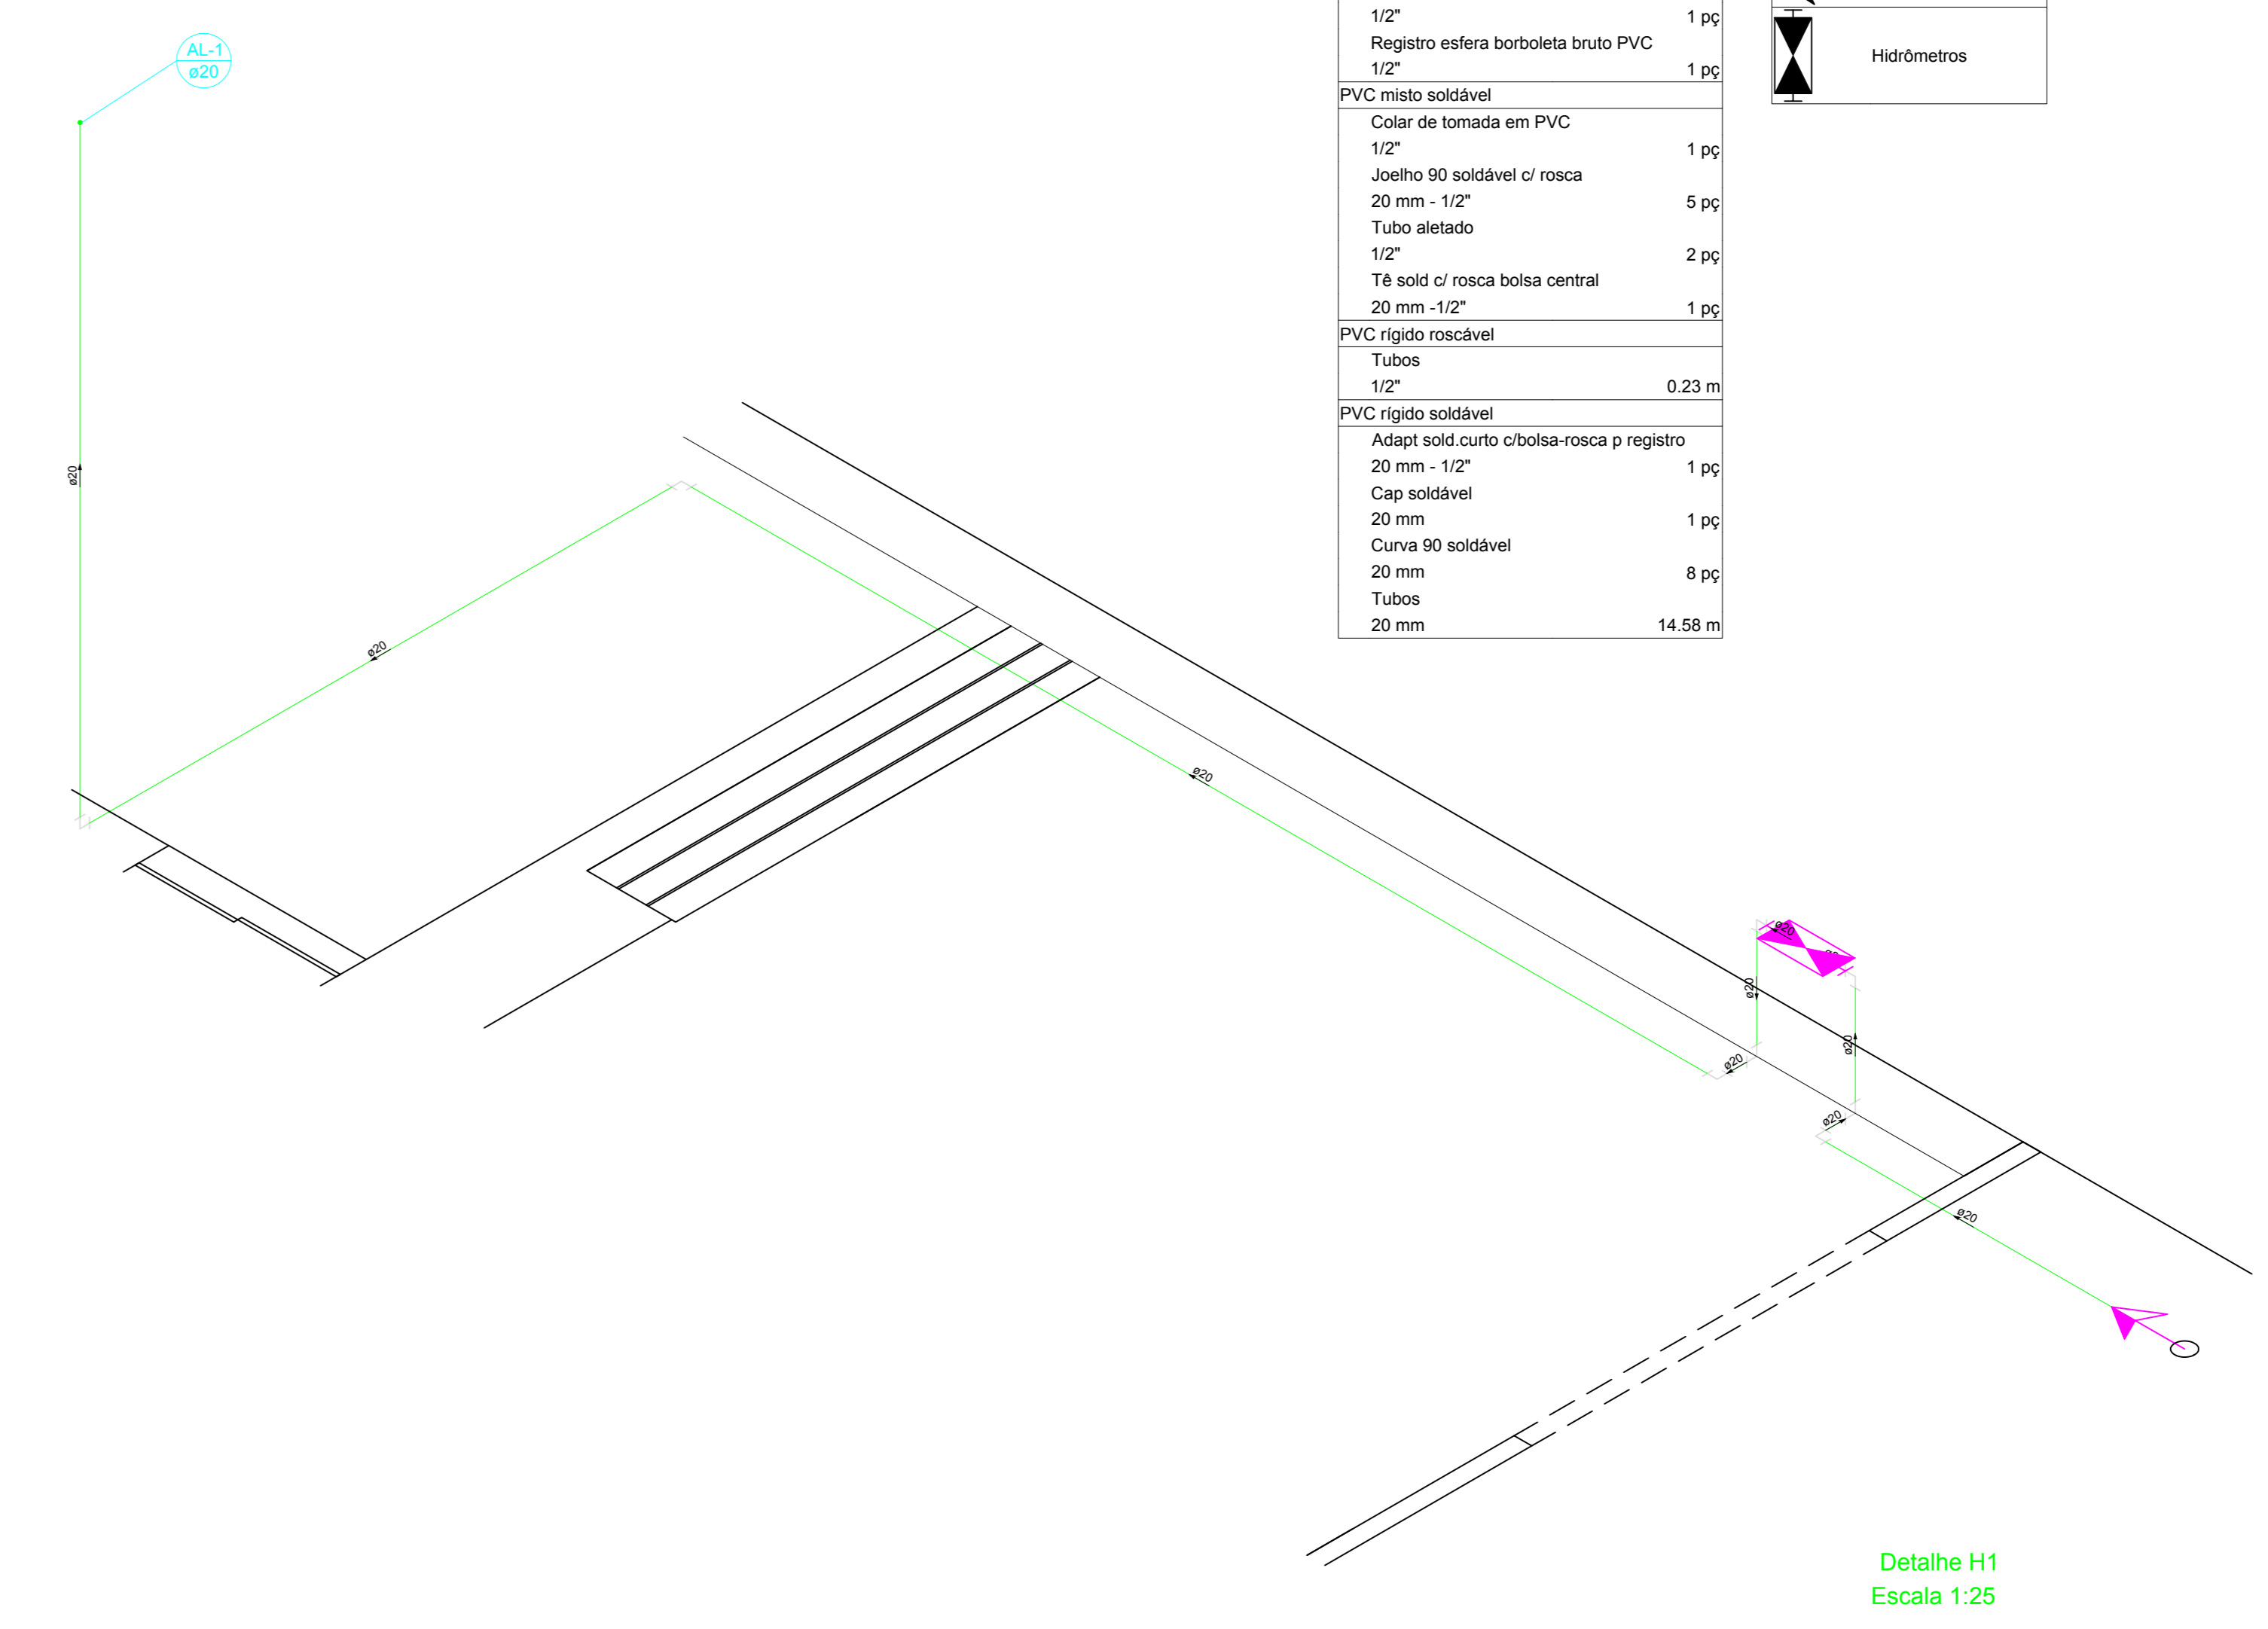 AL-1
ø20
1/2" 1 pç
Registro esfera borboleta bruto PVC
1/2" 1 pç
PVC misto soldável
Colar de tomada em PVC
1/2" 1 pç
Joelho 90 soldável c/ rosca
20 mm - 1/2" 5 pç
Tubo aletado
1/2" 2 pç
Tê sold c/ rosca bolsa central
20 mm -1/2" 1 pç
PVC rígido roscável
Tubos
1/2" 0.23 m
PVC rígido soldável
Adapt sold.curto c/bolsa-rosca p registro
20 mm - 1/2" 1 pç
Cap soldável
20 mm 1 pç
Curva 90 soldável
20 mm 8 pç
Tubos
20 mm 14.58 m
Hidrômetros
ø20
ø20
ø20
ø20
ø20
ø20
ø20
ø20
ø20
Detalhe H1
Escala 1:25